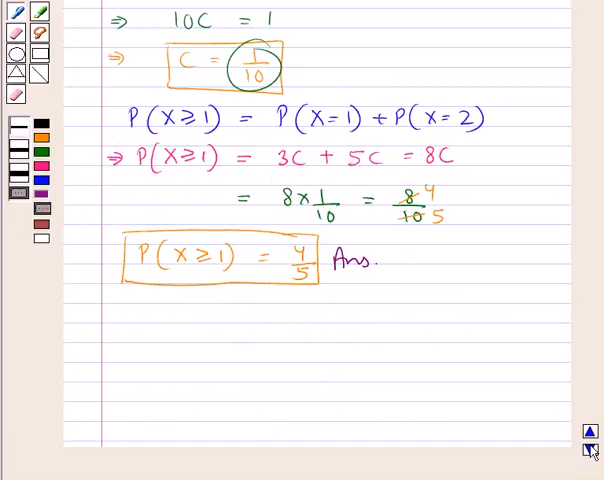 ⇒ 10C = 1
⇒ C = 1/10
P(X≥1) = P(X=1) + P(X=2)
⇒ P(X≥1) = 3C + 5C = 8C
= 8 × 1/10 = 8/10 4/5
P(X≥1) = 4/5 Ans.